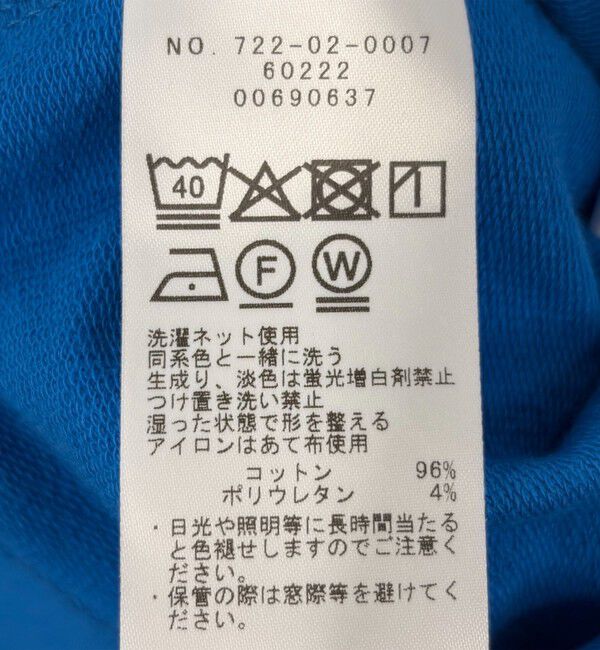 NO. 722-02-0007
60222
00690637
40
F W
洗濯ネット使用
同系色と一緒に洗う
生成り、淡色は蛍光増白剤禁止
つけ置き洗い禁止
湿った状態で形を整える
アイロンはあて布使用
コットン 96%
ポリウレタン 4%
・日光や照明等に長時間当たる
と色褪せしますのでご注意く
ださい。
・保管の際は窓際等を避けてく
ださい。